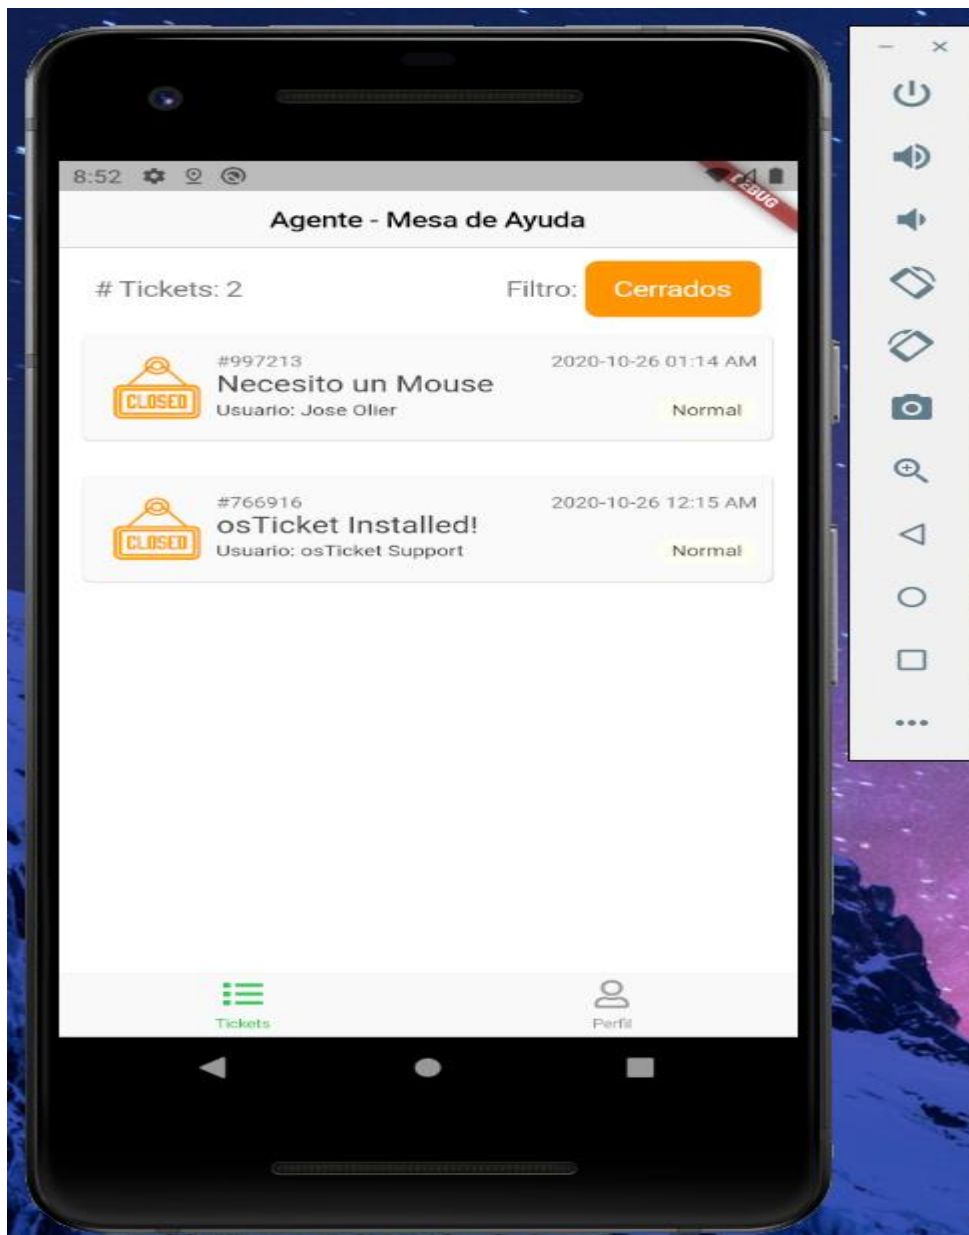 8:52
DEBUG
Agente - Mesa de Ayuda
# Tickets: 2 Filtro: Cerrados
#997213 2020-10-26 01:14 AM
CLOSED Necesito un Mouse
Usuario: Jose Olier Normal
#766916 2020-10-26 12:15 AM
CLOSED osTicket Installed!
Usuario: osTicket Support Normal
Tickets Perfil